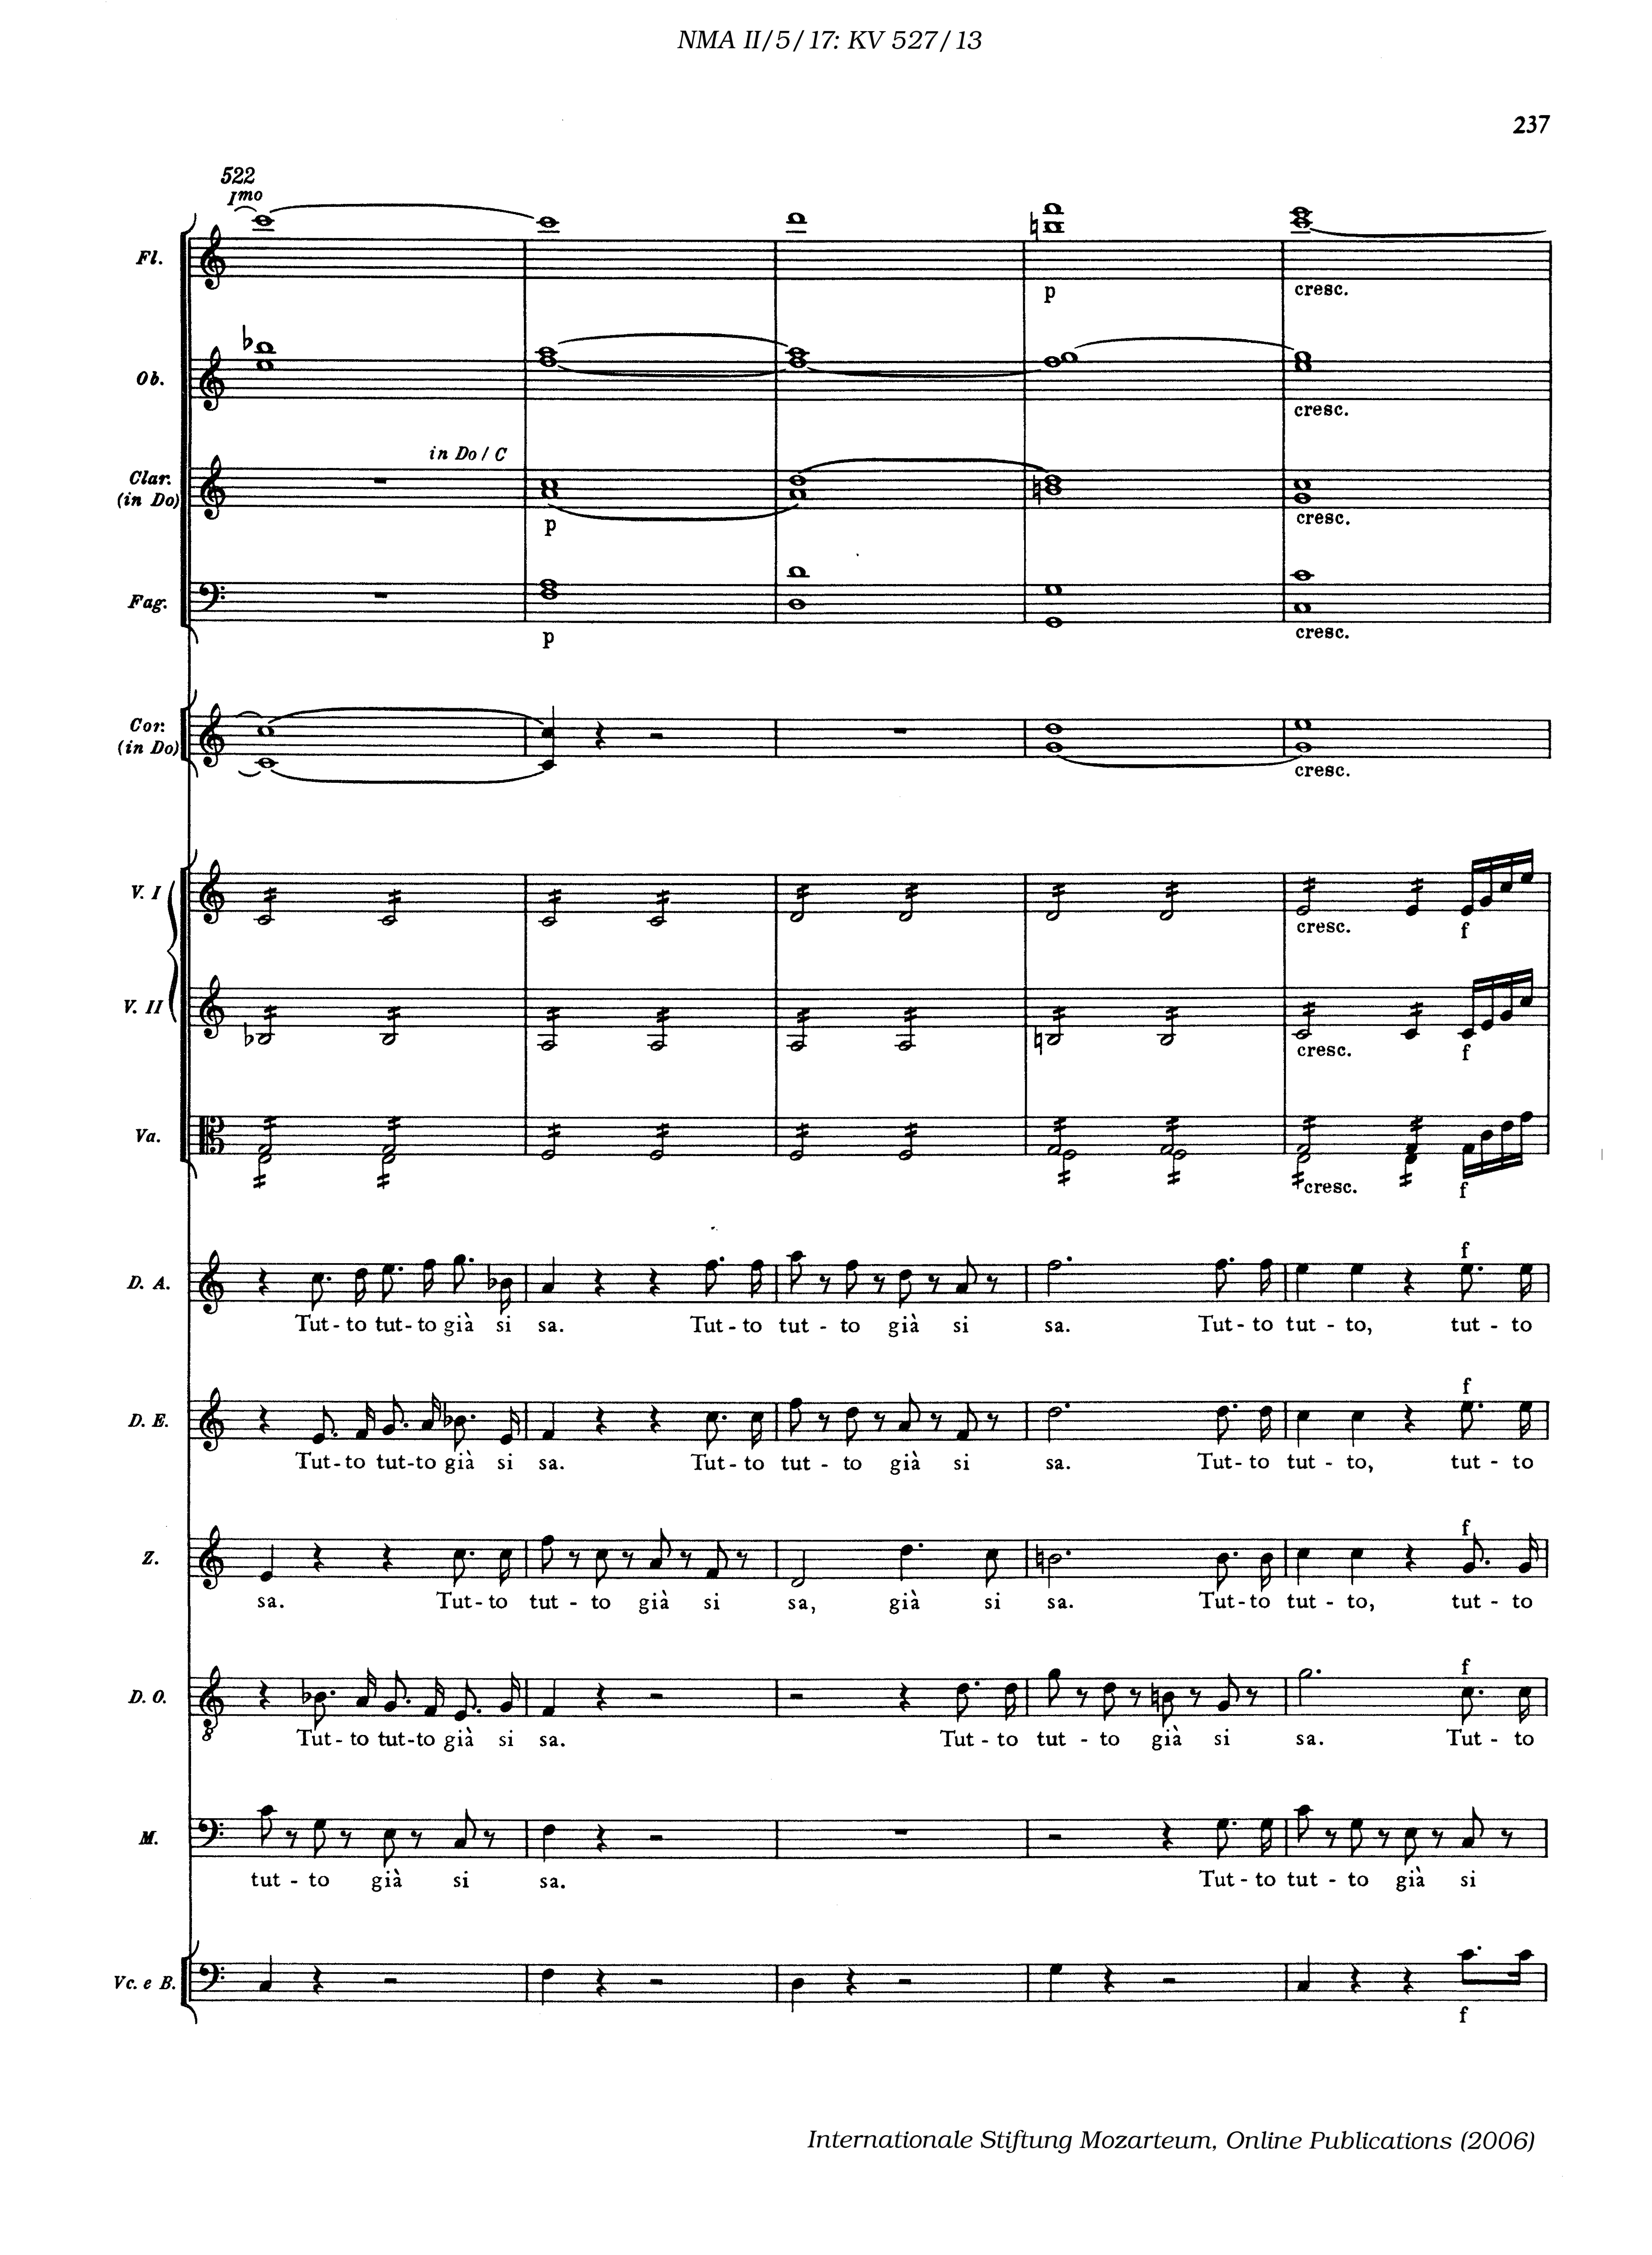 NMA II/5/17: KV 527/13
237
522
Imo
Fl.
p cresc.
Ob.
cresc.
in Do / C
Clar.
(in Do)
p cresc.
Fag.
p cresc.
Cor.
(in Do)
cresc.
V. I
cresc. f
V. II
cresc. f
Va.
cresc. f
f
D. A.
Tut - to tut - to già si sa. Tut - to tut - to già si sa. Tut - to tut - to, tut - to
f
D. E.
Tut - to tut - to già si sa. Tut - to tut - to già si sa. Tut - to tut - to, tut - to
f
Z.
sa. Tut - to tut - to già si sa, già si sa. Tut - to tut - to, tut - to
f
D. O.
8
Tut - to tut - to già si sa. Tut - to tut - to già si sa. Tut - to
M.
tut - to già si sa. Tut - to tut - to già si
Vc. e B.
f
Internationale Stiftung Mozarteum, Online Publications (2006)